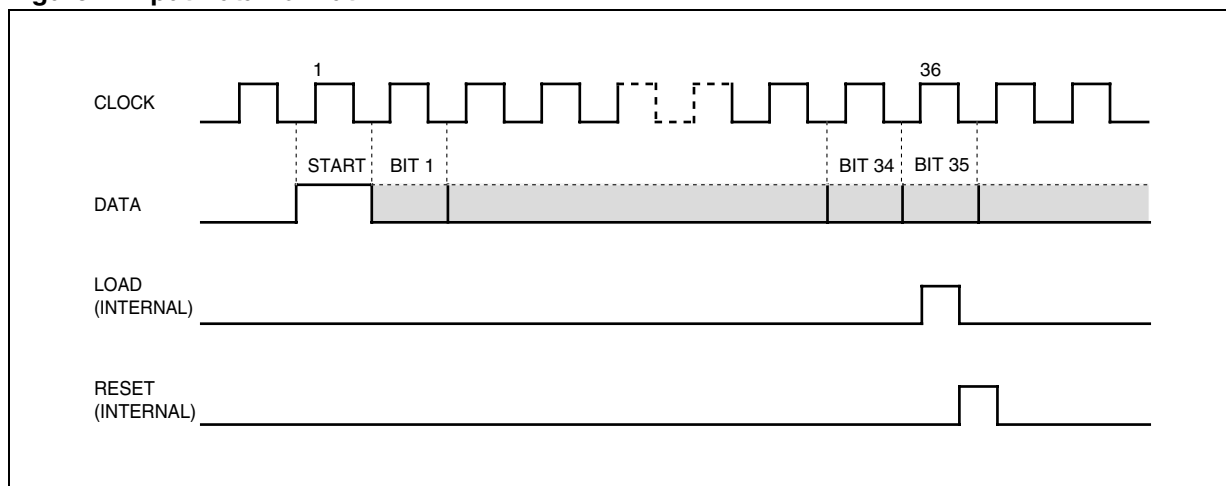 1 36
CLOCK
START BIT 1 BIT 34 BIT 35
DATA
LOAD
(INTERNAL)
RESET
(INTERNAL)